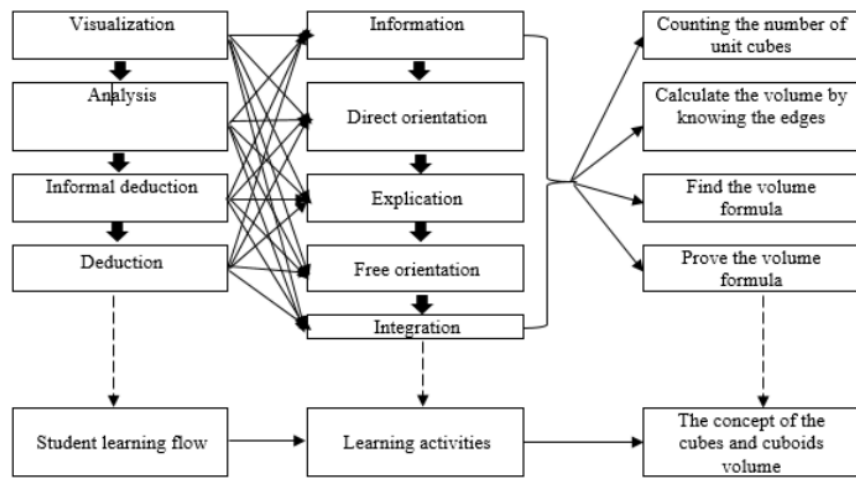 Visualization
Analysis
Informal deduction
Deduction
Student learning flow
Information
Direct orientation
Explication
Free orientation
Integration
Learning activities
Counting the number of
unit cubes
Calculate the volume by
knowing the edges
Find the volume
formula
Prove the volume
formula
The concept of the
cubes and cuboids
volume